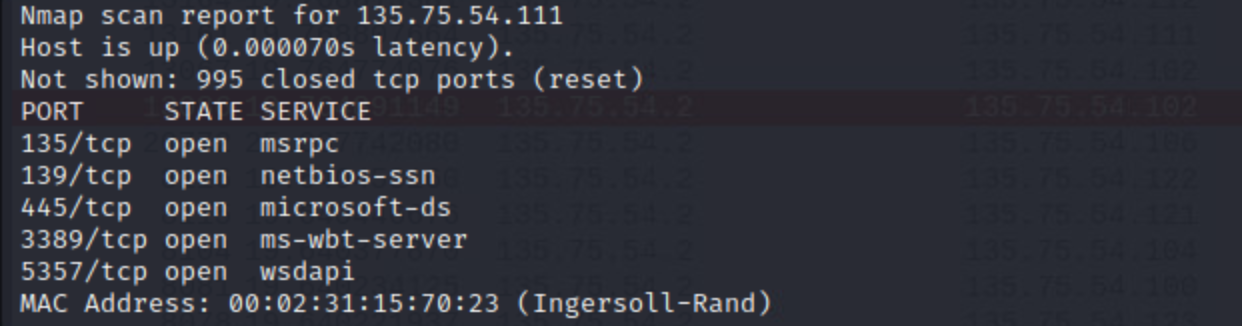 Nmap scan report for 135.75.54.111
Host is up (0.000070s latency).
Not shown: 995 closed tcp ports (reset)
PORT     STATE SERVICE
135/tcp  open  msrpc
139/tcp  open  netbios-ssn
445/tcp  open  microsoft-ds
3389/tcp open  ms-wbt-server
5357/tcp open  wsdapi
MAC Address: 00:02:31:15:70:23 (Ingersoll-Rand)